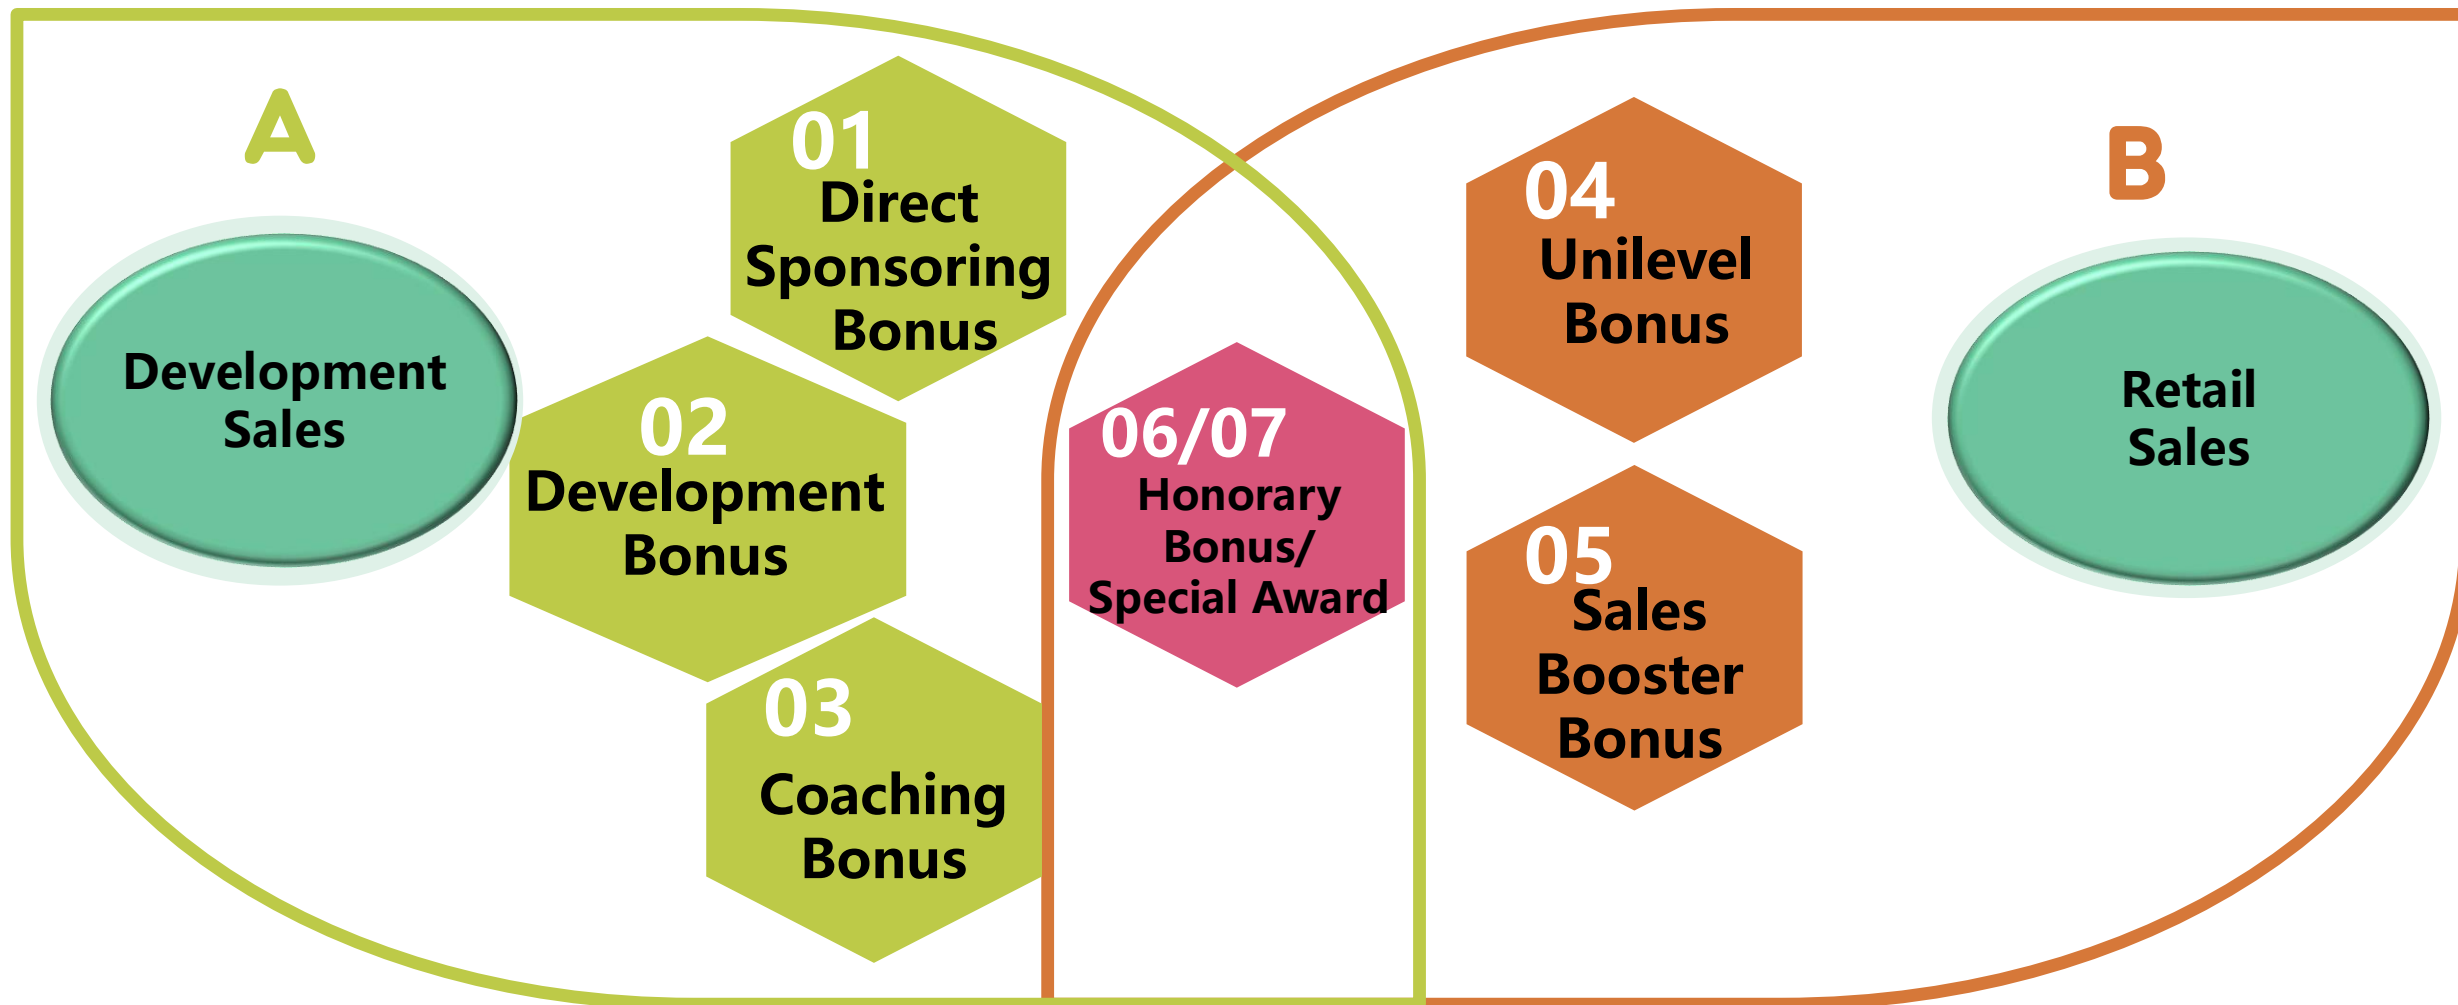 A
Development
Sales
01
Direct
Sponsoring
Bonus
02
Development
Bonus
03
Coaching
Bonus
06/07
Honorary
Bonus/
Special Award
04
Unilevel
Bonus
05
Sales
Booster
Bonus
B
Retail
Sales